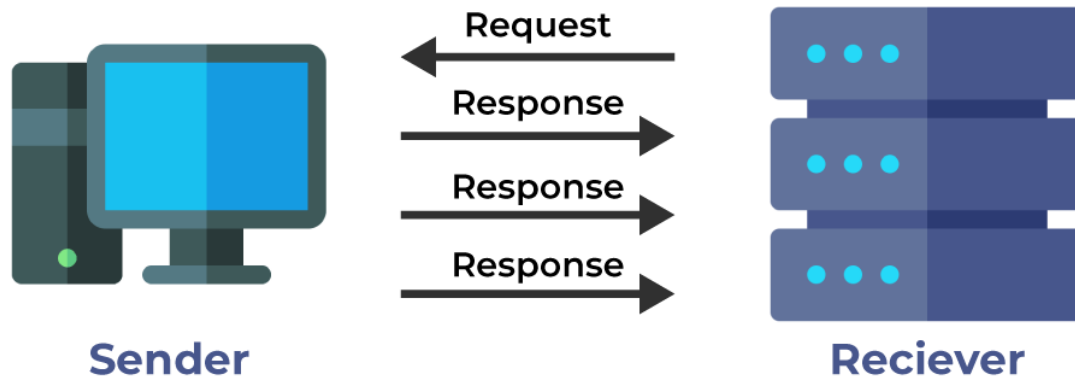 Request
Response
Response
Response
Sender
Reciever